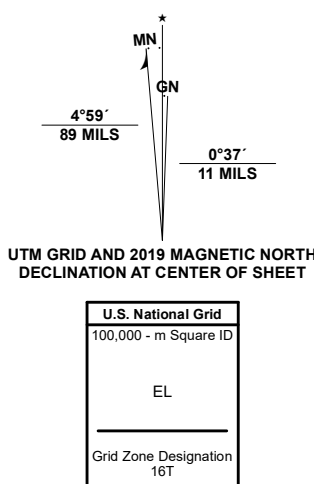 ★
MN
GN
4°59´
89 MILS
0°37´
11 MILS
UTM GRID AND 2019 MAGNETIC NORTH
DECLINATION AT CENTER OF SHEET
U.S. National Grid
100,000 - m Square ID
EL
Grid Zone Designation
16T